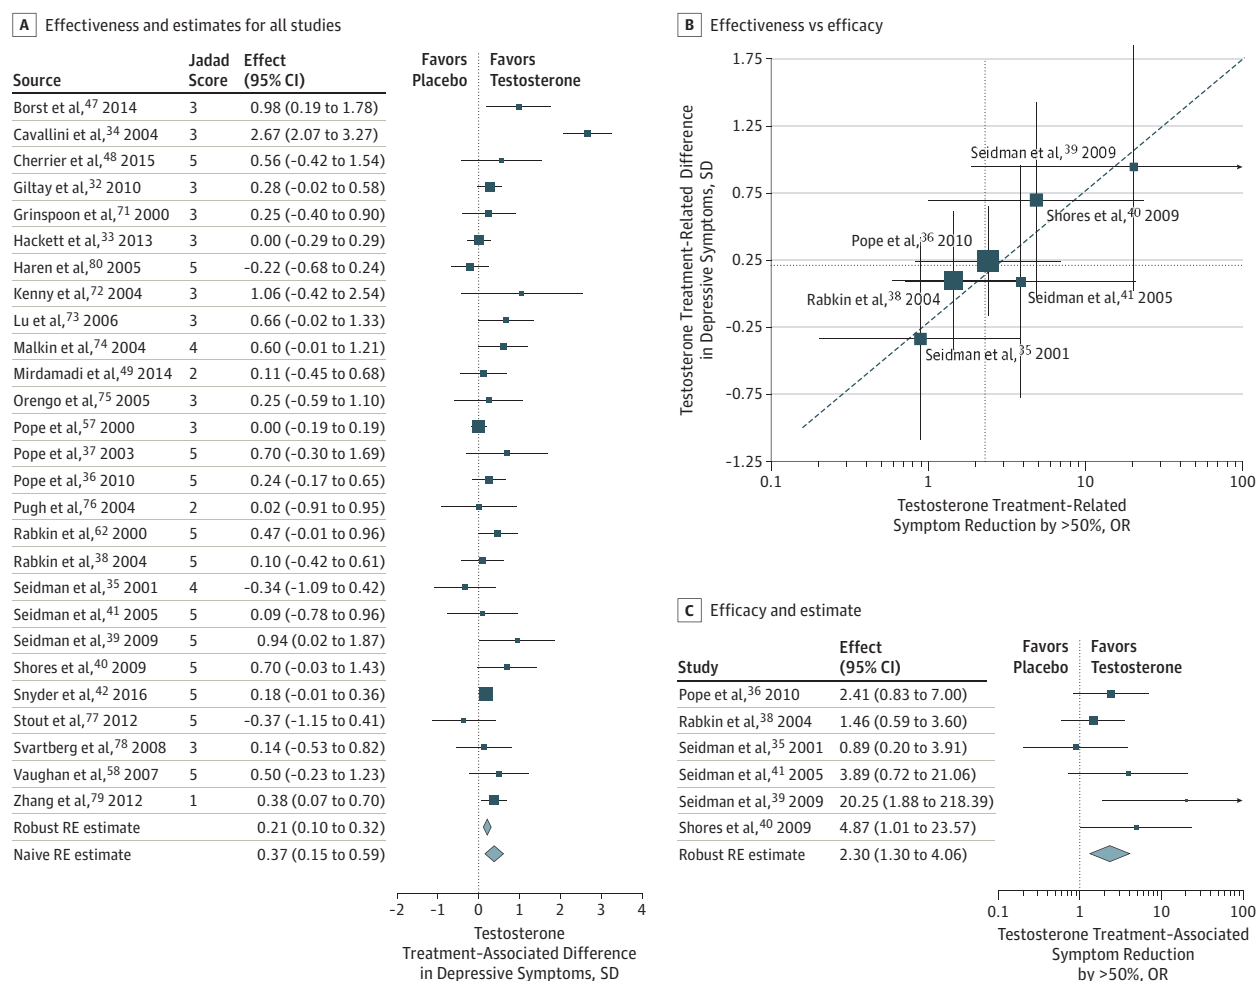 A Effectiveness and estimates for all studies
Source Jadad Score Effect (95% CI) Favors Placebo Favors Testosterone
Borst et al,47 2014 3 0.98 (0.19 to 1.78)
Cavallini et al,34 2004 3 2.67 (2.07 to 3.27)
Cherrier et al,48 2015 5 0.56 (-0.42 to 1.54)
Giltay et al,32 2010 3 0.28 (-0.02 to 0.58)
Grinspoon et al,71 2000 3 0.25 (-0.40 to 0.90)
Hackett et al,33 2013 3 0.00 (-0.29 to 0.29)
Haren et al,80 2005 5 -0.22 (-0.68 to 0.24)
Kenny et al,72 2004 3 1.06 (-0.42 to 2.54)
Lu et al,73 2006 3 0.66 (-0.02 to 1.33)
Malkin et al,74 2004 4 0.60 (-0.01 to 1.21)
Mirdamadi et al,49 2014 2 0.11 (-0.45 to 0.68)
Orengo et al,75 2005 3 0.25 (-0.59 to 1.10)
Pope et al,57 2000 3 0.00 (-0.19 to 0.19)
Pope et al,37 2003 5 0.70 (-0.30 to 1.69)
Pope et al,36 2010 5 0.24 (-0.17 to 0.65)
Pugh et al,76 2004 2 0.02 (-0.91 to 0.95)
Rabkin et al,62 2000 5 0.47 (-0.01 to 0.96)
Rabkin et al,38 2004 5 0.10 (-0.42 to 0.61)
Seidman et al,35 2001 4 -0.34 (-1.09 to 0.42)
Seidman et al,41 2005 5 0.09 (-0.78 to 0.96)
Seidman et al,39 2009 5 0.94 (0.02 to 1.87)
Shores et al,40 2009 5 0.70 (-0.03 to 1.43)
Snyder et al,42 2016 5 0.18 (-0.01 to 0.36)
Stout et al,77 2012 5 -0.37 (-1.15 to 0.41)
Svartberg et al,78 2008 3 0.14 (-0.53 to 0.82)
Vaughan et al,58 2007 5 0.50 (-0.23 to 1.23)
Zhang et al,79 2012 1 0.38 (0.07 to 0.70)
Robust RE estimate 0.21 (0.10 to 0.32)
Naive RE estimate 0.37 (0.15 to 0.59)
-2 -1 0 1 2 3 4
Testosterone
Treatment-Associated Difference
in Depressive Symptoms, SD
B Effectiveness vs efficacy
Testosterone Treatment-Related Difference
in Depressive Symptoms, SD
1.75
1.25
0.75
0.25
-0.25
-0.75
-1.25
Seidman et al,39 2009
Shores et al,40 2009
Pope et al,36 2010
Rabkin et al,38 2004
Seidman et al,41 2005
Seidman et al,35 2001
0.1 1 10 100
Testosterone Treatment-Related
Symptom Reduction by >50%, OR
C Efficacy and estimate
Study Effect (95% CI) Favors Placebo Favors Testosterone
Pope et al,36 2010 2.41 (0.83 to 7.00)
Rabkin et al,38 2004 1.46 (0.59 to 3.60)
Seidman et al,35 2001 0.89 (0.20 to 3.91)
Seidman et al,41 2005 3.89 (0.72 to 21.06)
Seidman et al,39 2009 20.25 (1.88 to 218.39)
Shores et al,40 2009 4.87 (1.01 to 23.57)
Robust RE estimate 2.30 (1.30 to 4.06)
0.1 1 10 100
Testosterone Treatment-Associated
Symptom Reduction
by >50%, OR